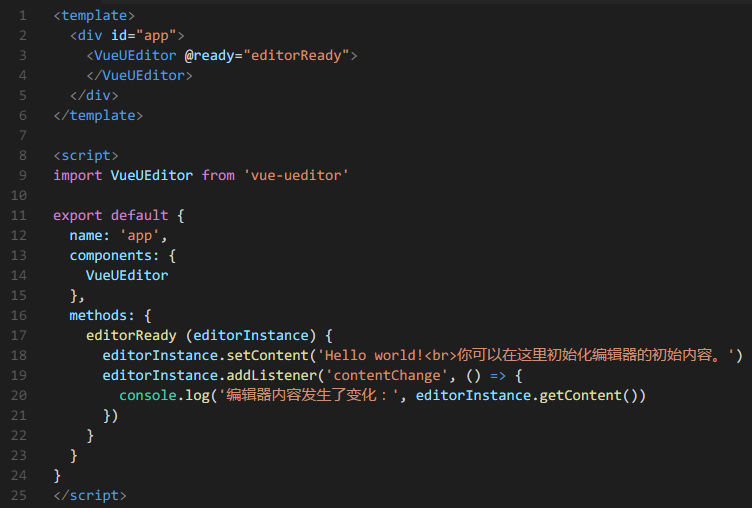 1 <template>
2   <div id="app">
3     <VueUEditor @ready="editorReady">
4     </VueUEditor>
5   </div>
6 </template>
7
8 <script>
9 import VueUEditor from 'vue-ueditor'
10
11 export default {
12   name: 'app',
13   components: {
14     VueUEditor
15   },
16   methods: {
17     editorReady (editorInstance) {
18       editorInstance.setContent('Hello world!<br>你可以在这里初始化编辑器的初始内容。')
19       editorInstance.addListener('contentChange', () => {
20         console.log('编辑器内容发生了变化：', editorInstance.getContent())
21       })
22     }
23   }
24 }
25 </script>